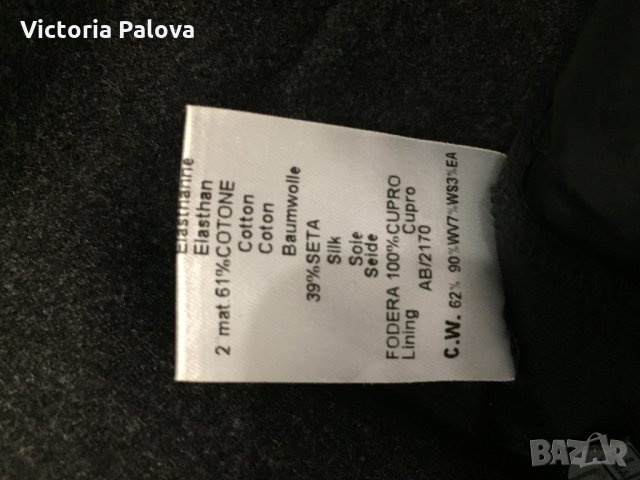 Victoria Palova
Elasthanne
Elasthan
2 mat.61%COTONE
Cotton
Coton
Baumwolle
39%SETA
Silk
Soie
Seide
FODERA 100%CUPRO
Lining Cupro
AB/2170
C.W. 62% 90%WV7%WS3%EA
BAZAR